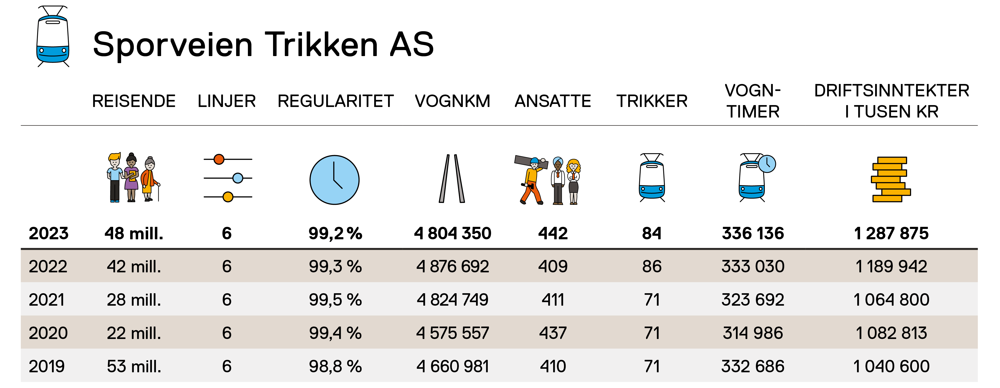 Sporveien Trikken AS
REISENDE LINJER REGULARITET VOGNKM ANSATTE TRIKKER VOGN-TIMER DRIFTSINNTEKTER I TUSEN KR
2023 48 mill. 6 99,2 % 4 804 350 442 84 336 136 1 287 875
2022 42 mill. 6 99,3 % 4 876 692 409 86 333 030 1 189 942
2021 28 mill. 6 99,5 % 4 824 749 411 71 323 692 1 064 800
2020 22 mill. 6 99,4 % 4 575 557 437 71 314 986 1 082 813
2019 53 mill. 6 98,8 % 4 660 981 410 71 332 686 1 040 600